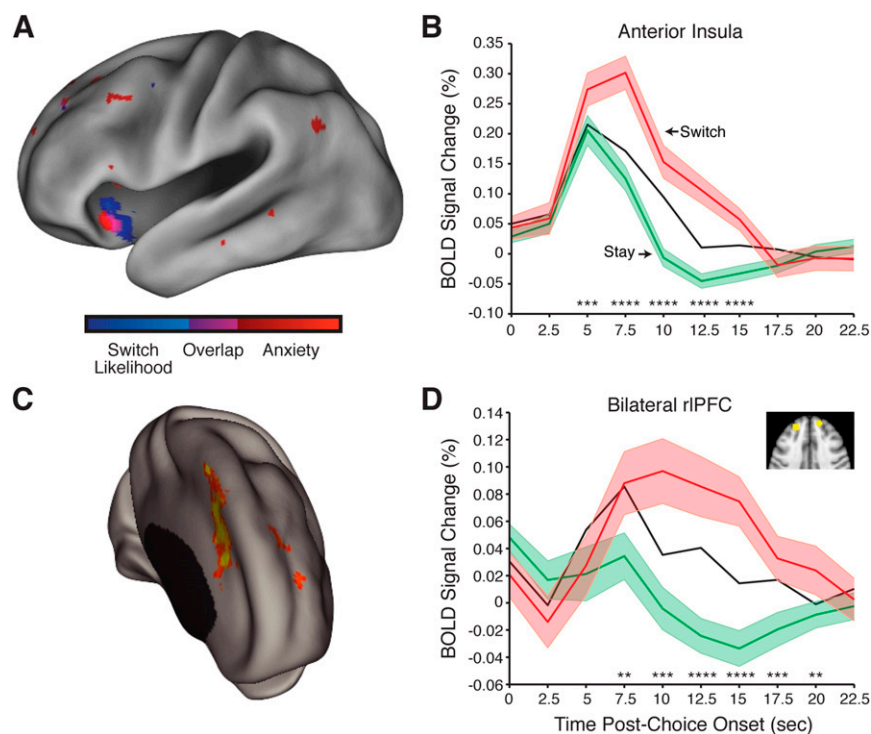 A
Switch Likelihood
Overlap
Anxiety
B
Anterior Insula
BOLD Signal Change (%)
0.35
0.30
0.25
0.20
0.15
0.10
0.05
0
-0.05
-0.10
Switch
Stay
*** **** **** **** ****
0 2.5 5 7.5 10 12.5 15 17.5 20 22.5
C
D
Bilateral rlPFC
BOLD Signal Change (%)
0.14
0.12
0.10
0.08
0.06
0.04
0.02
0
-0.02
-0.04
-0.06
** *** **** **** *** **
0 2.5 5 7.5 10 12.5 15 17.5 20 22.5
Time Post-Choice Onset (sec)